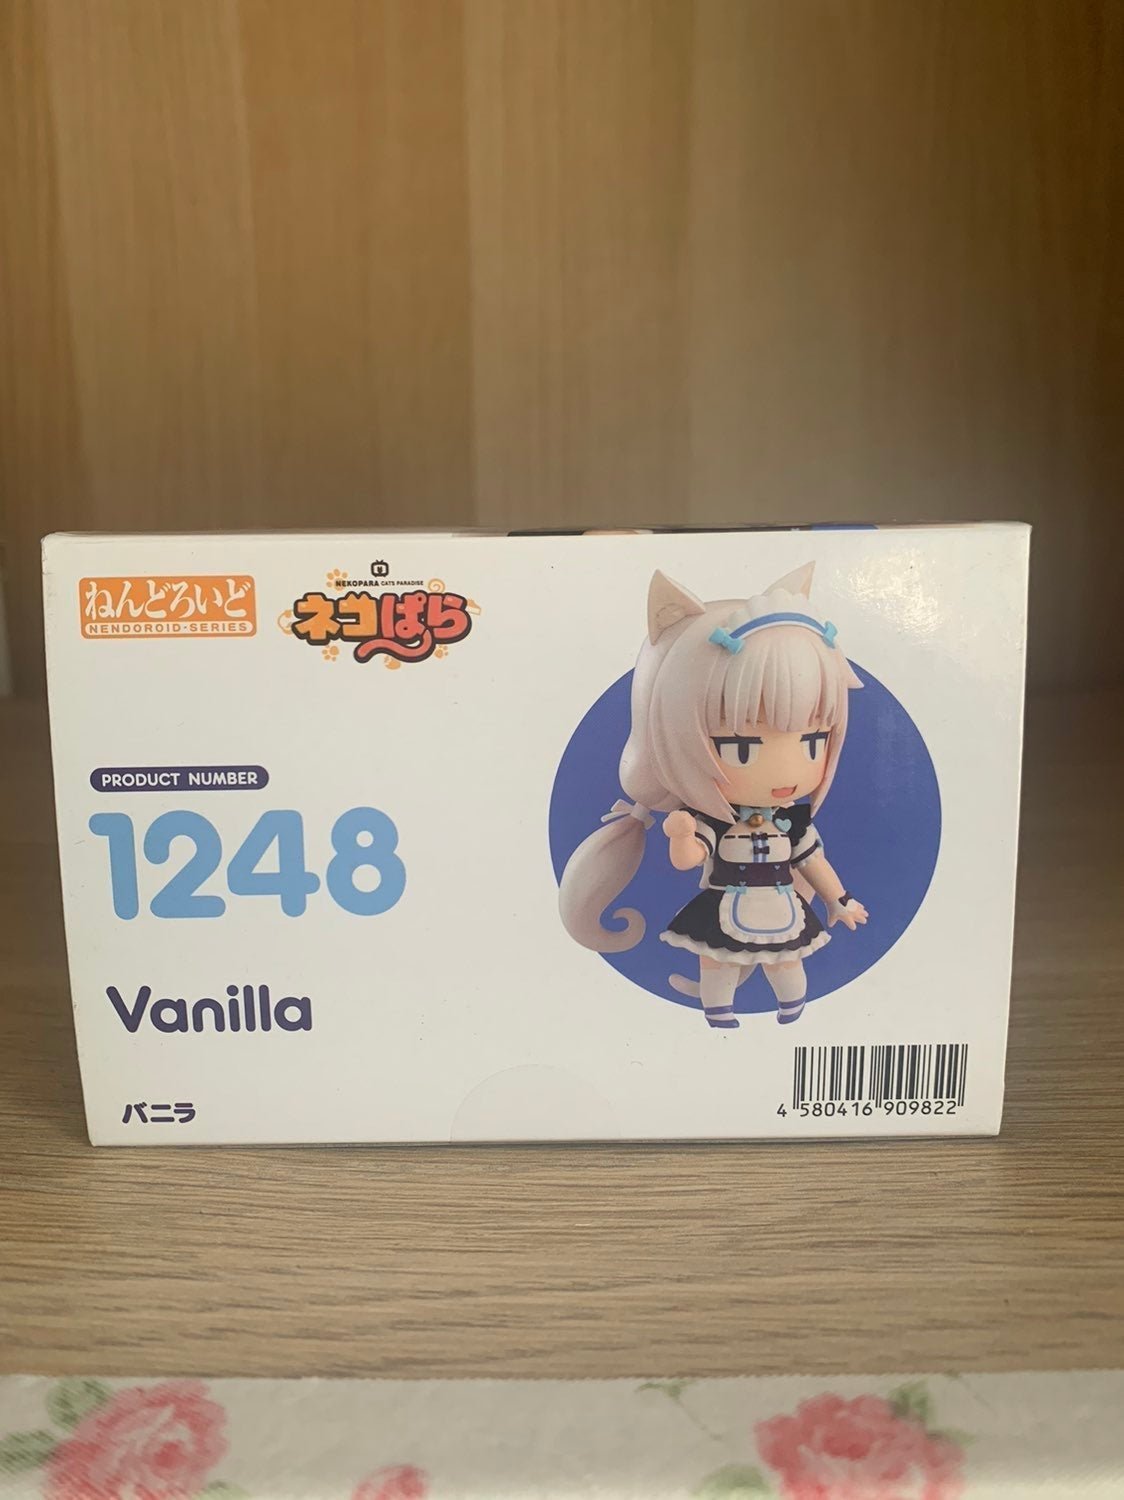 ねんどろいど
NENDOROID・SERIES
NEKOPARA CATS PARADISE
ネコぱら
PRODUCT NUMBER
1248
Vanilla
バニラ
4 580416 909822